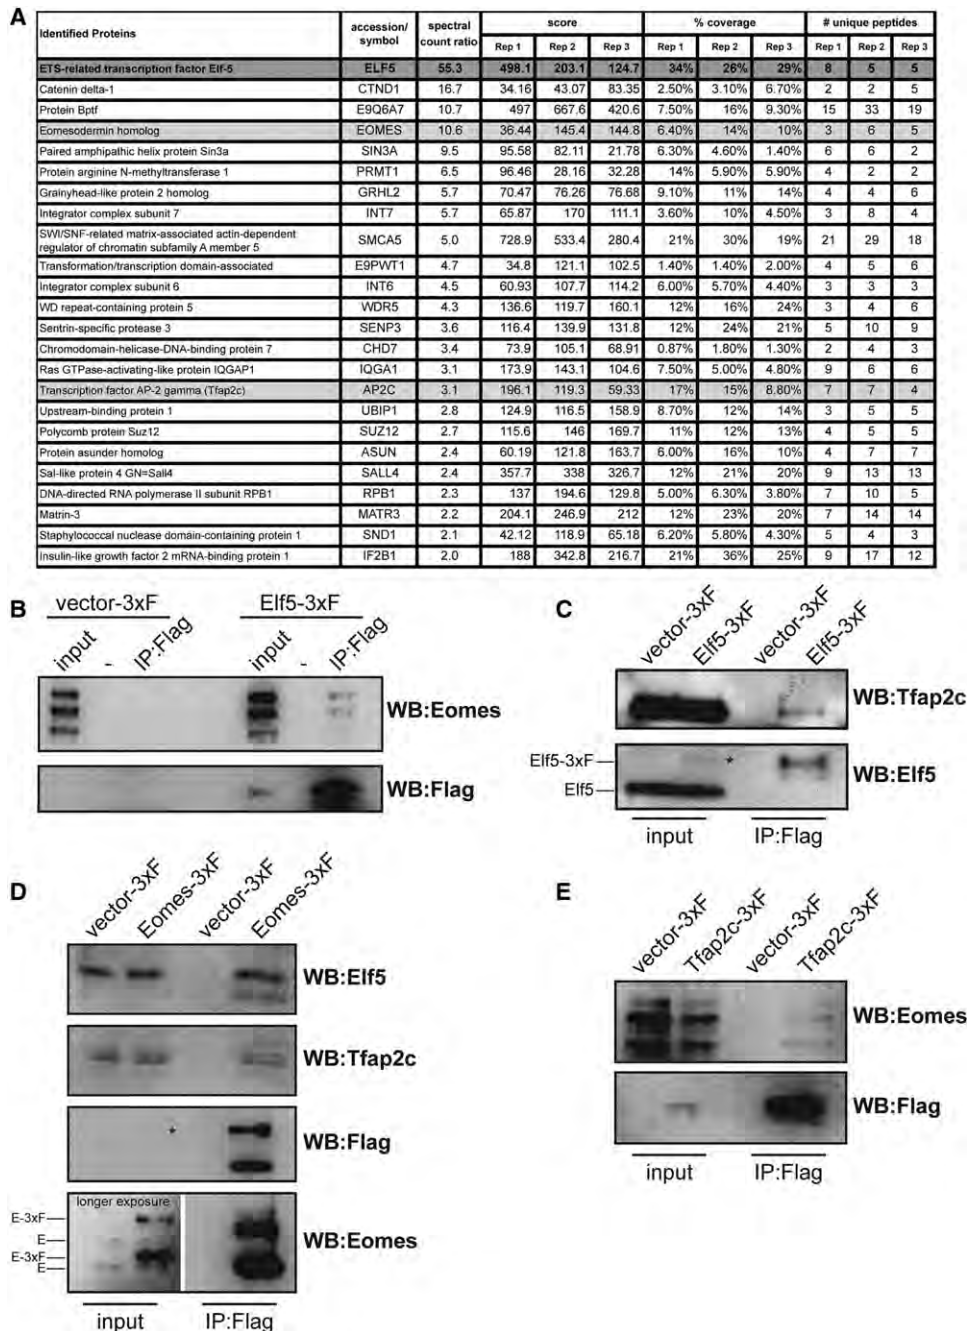 A
Identified Proteins accession/ symbol spectral count ratio score % coverage # unique peptides
Rep 1 Rep 2 Rep 3 Rep 1 Rep 2 Rep 3 Rep 1 Rep 2 Rep 3
ETS-related transcription factor Elf-5 ELF5 55.3 498.1 203.1 124.7 34% 26% 29% 8 5 5
Catenin delta-1 CTND1 16.7 34.16 43.07 83.35 2.50% 3.10% 6.70% 2 2 5
Protein Bptf E9Q6A7 10.7 497 667.6 420.6 7.50% 16% 9.30% 15 33 19
Eomesodermin homolog EOMES 10.6 36.44 145.4 144.8 6.40% 14% 10% 3 6 5
Paired amphipathic helix protein Sin3a SIN3A 9.5 95.58 82.11 21.78 6.30% 4.60% 1.40% 6 6 2
Protein arginine N-methyltransferase 1 PRMT1 6.5 96.46 28.16 32.28 14% 5.90% 5.90% 4 2 2
Grainyhead-like protein 2 homolog GRHL2 5.7 70.47 76.26 76.68 9.10% 11% 14% 4 4 6
Integrator complex subunit 7 INT7 5.7 65.87 170 111.1 3.60% 10% 4.50% 3 8 4
SWI/SNF-related matrix-associated actin-dependent
regulator of chromatin subfamily A member 5 SMCA5 5.0 728.9 533.4 280.4 21% 30% 19% 21 29 18
Transformation/transcription domain-associated E9PWT1 4.7 34.8 121.1 102.5 1.40% 1.40% 2.00% 4 5 6
Integrator complex subunit 6 INT6 4.5 60.93 107.7 114.2 6.00% 5.70% 4.40% 3 3 3
WD repeat-containing protein 5 WDR5 4.3 136.6 119.7 160.1 12% 16% 24% 3 4 6
Sentrin-specific protease 3 SENP3 3.6 116.4 139.9 131.8 12% 24% 21% 5 10 9
Chromodomain-helicase-DNA-binding protein 7 CHD7 3.4 73.9 105.1 68.91 0.87% 1.80% 1.30% 2 4 3
Ras GTPase-activating-like protein IQGAP1 IQGA1 3.1 173.9 143.1 104.6 7.50% 5.00% 4.80% 9 6 6
Transcription factor AP-2 gamma (Tfap2c) AP2C 3.1 196.1 119.3 59.33 17% 15% 8.80% 7 7 4
Upstream-binding protein 1 UBIP1 2.8 124.9 116.5 158.9 8.70% 12% 14% 3 5 5
Polycomb protein Suz12 SUZ12 2.7 115.6 146 169.7 11% 12% 13% 4 5 5
Protein asunder homolog ASUN 2.4 60.19 121.8 163.7 6.00% 16% 10% 4 7 7
Sal-like protein 4 GN=Sall4 SALL4 2.4 357.7 338 326.7 12% 21% 20% 9 13 13
DNA-directed RNA polymerase II subunit RPB1 RPB1 2.3 137 194.6 129.8 5.00% 6.30% 3.80% 7 10 5
Matrin-3 MATR3 2.2 204.1 246.9 212 12% 23% 20% 7 14 14
Staphylococcal nuclease domain-containing protein 1 SND1 2.1 42.12 118.9 65.18 6.20% 5.80% 4.30% 5 4 3
Insulin-like growth factor 2 mRNA-binding protein 1 IF2B1 2.0 188 342.8 216.7 21% 36% 25% 9 17 12
B
vector-3xF Elf5-3xF
input - IP:Flag input - IP:Flag
WB:Eomes
WB:Flag
C
vector-3xF Elf5-3xF vector-3xF Elf5-3xF
WB:Tfap2c
Elf5-3xF * WB:Elf5
Elf5
input IP:Flag
D
vector-3xF Eomes-3xF vector-3xF Eomes-3xF
WB:Elf5
WB:Tfap2c
* WB:Flag
longer exposure
E-3xF
E
E-3xF
E
WB:Eomes
input IP:Flag
E
vector-3xF Tfap2c-3xF vector-3xF Tfap2c-3xF
WB:Eomes
WB:Flag
input IP:Flag